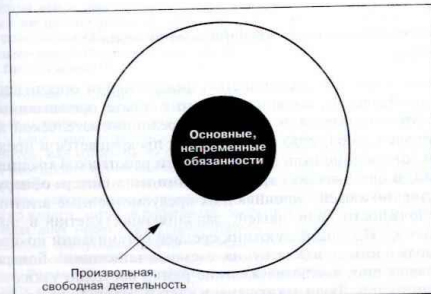 Основные,
непременные
обязанности
Произвольная,
свободная деятельность